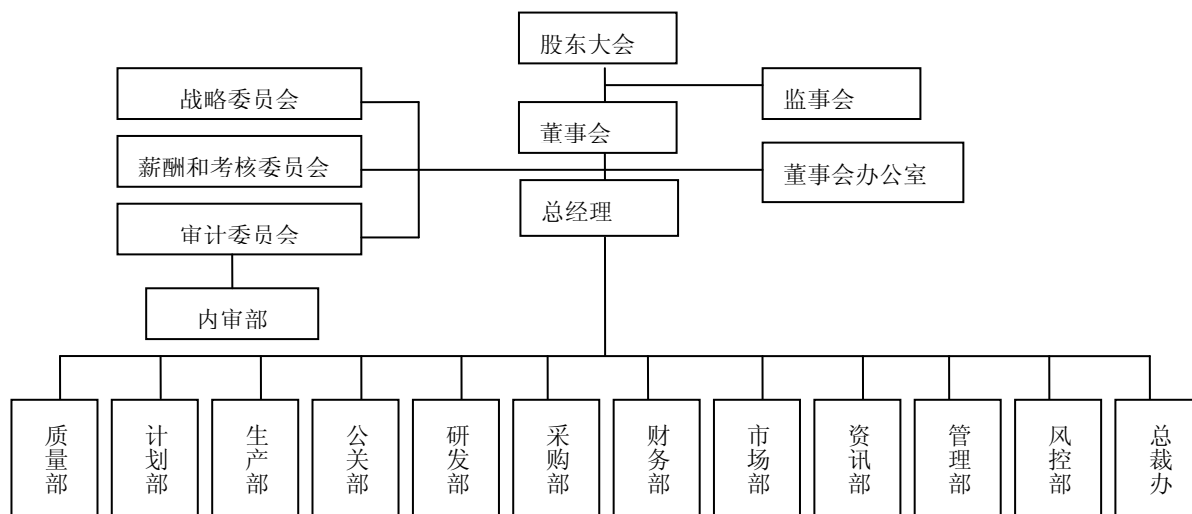 股东大会
战略委员会
监事会
董事会
薪酬和考核委员会
董事会办公室
总经理
审计委员会
内审部
质量部
计划部
生产部
公关部
研发部
采购部
财务部
市场部
资讯部
管理部
风控部
总裁办